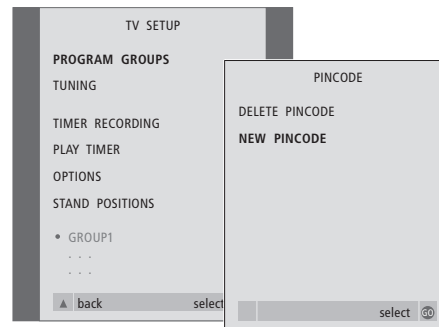 TV SETUP
PROGRAM GROUPS
TUNING
TIMER RECORDING
PLAY TIMER
OPTIONS
STAND POSITIONS
• GROUP1
. . .
. . .
▲ back select
PINCODE
DELETE PINCODE
NEW PINCODE
select GO